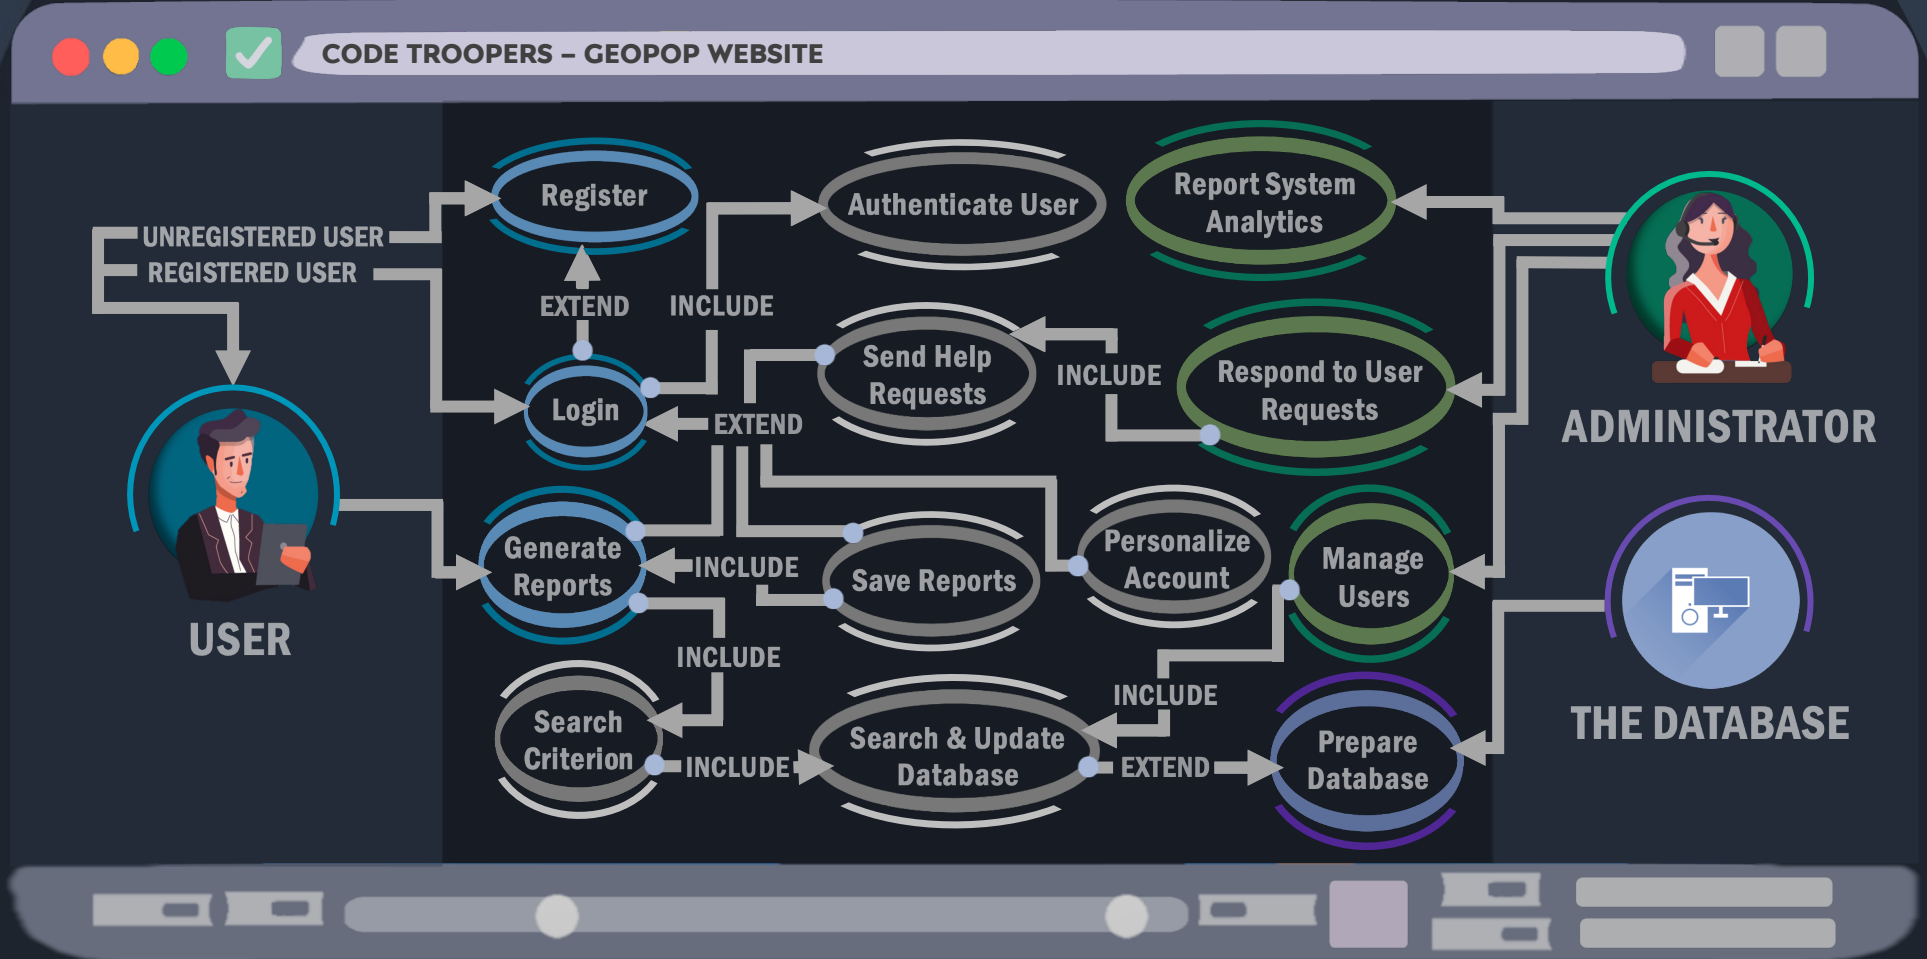 CODE TROOPERS – GEOPOP WEBSITE
Register
Authenticate User
Report System
Analytics
UNREGISTERED USER
REGISTERED USER
EXTEND
INCLUDE
Send Help
Requests
INCLUDE
Respond to User
Requests
Login
EXTEND
ADMINISTRATOR
Generate
Reports
INCLUDE
Save Reports
Personalize
Account
Manage
Users
USER
INCLUDE
Search
Criterion
INCLUDE
Search & Update
Database
INCLUDE
EXTEND
Prepare
Database
THE DATABASE